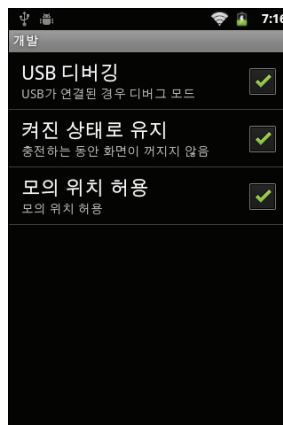 7:16
개발
USB 디버깅
USB가 연결된 경우 디버그 모드
켜진 상태로 유지
충전하는 동안 화면이 꺼지지 않음
모의 위치 허용
모의 위치 허용